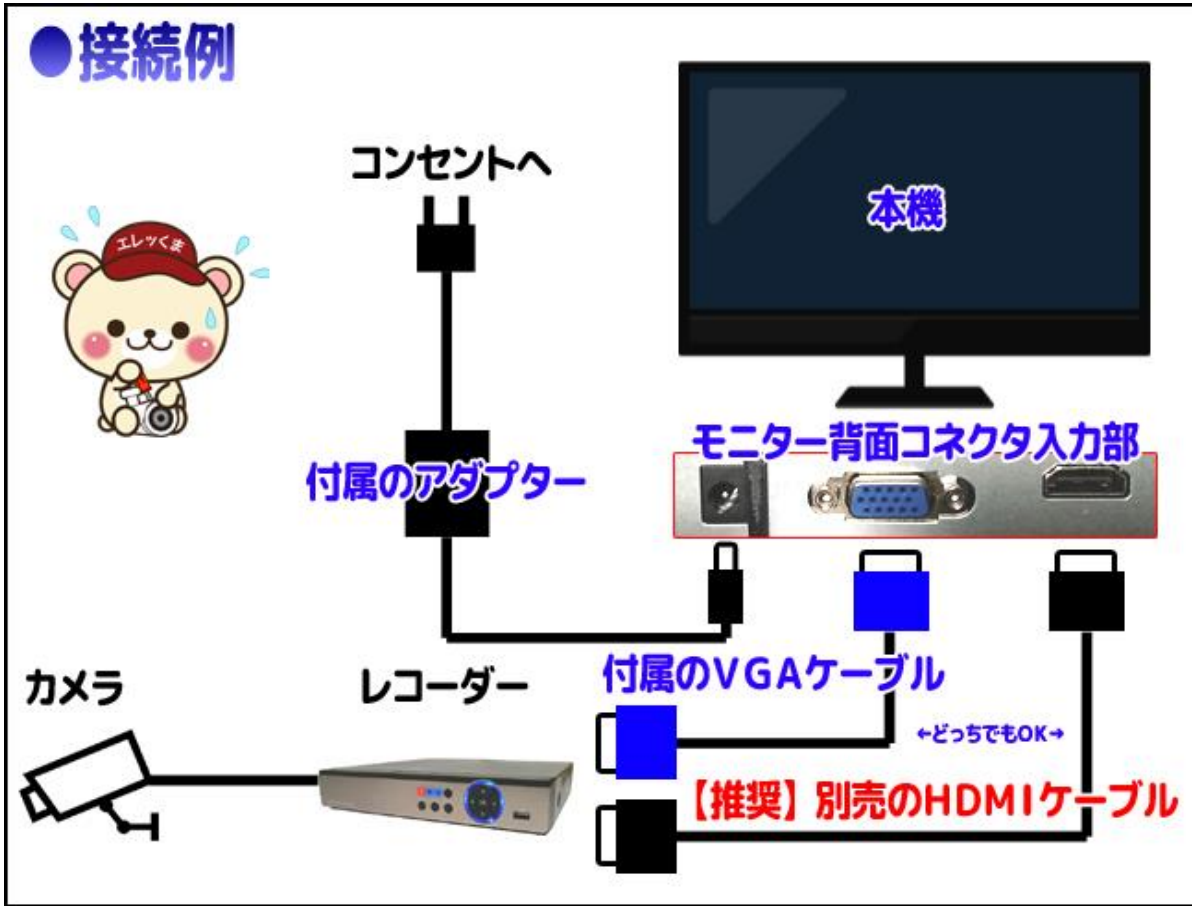 ●接続例
コンセントへ
エレッくま
本機
モニター背面コネクタ入力部
付属のアダプター
カメラ
レコーダー
付属のVGAケーブル
←どっちでもOK→
【推奨】別売のHDMIケーブル